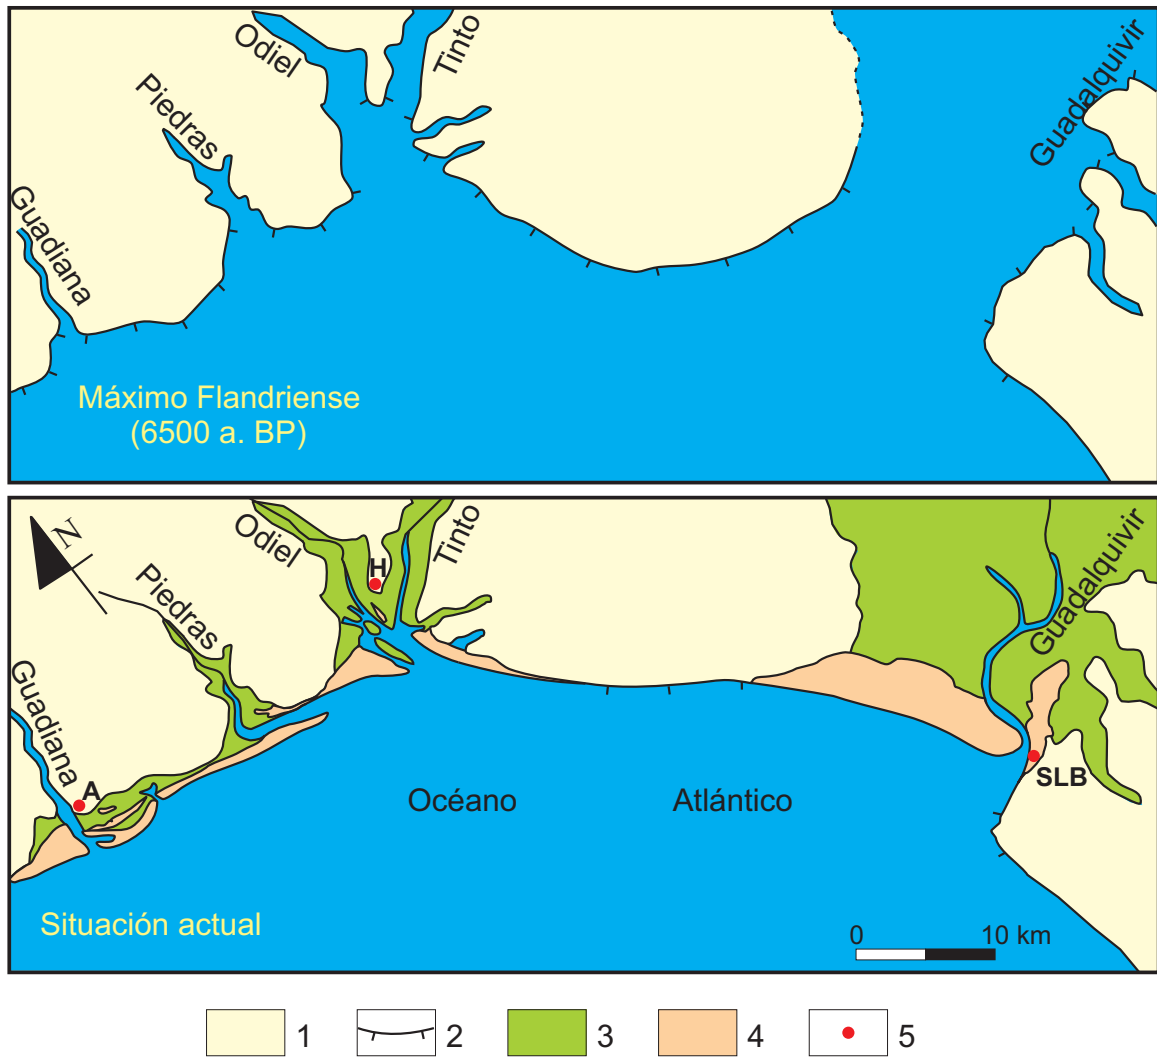 Odiel
Tinto
Guadalquivir
Piedras
Guadiana
Máximo Flandriense
(6500 a. BP)
N
Odiel
H
Tinto
Guadalquivir
Piedras
Guadiana
A
SLB
Océano Atlántico
Situación actual
0 10 km
1 2 3 4 5